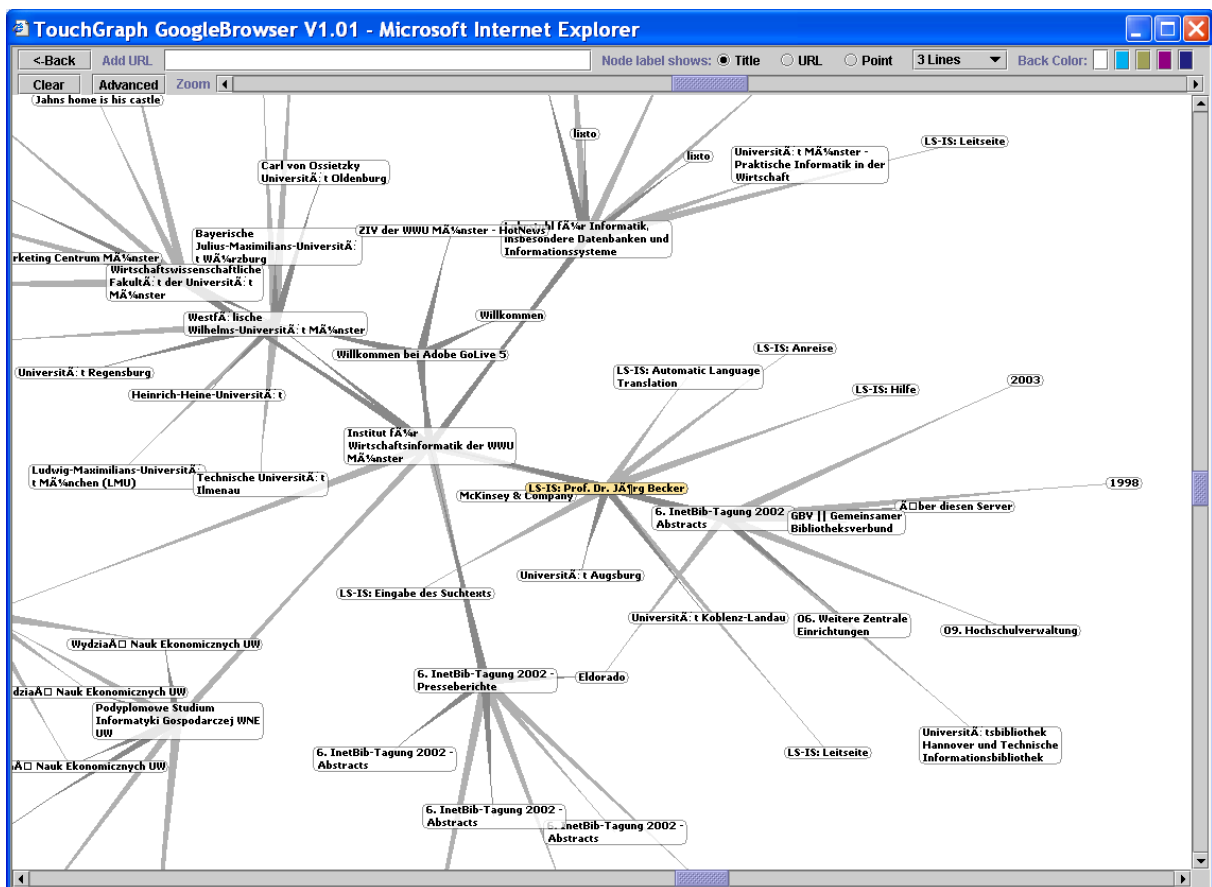 TouchGraph GoogleBrowser V1.01 - Microsoft Internet Explorer
<-Back Add URL Node label shows: Title URL Point 3 Lines Back Color:
Clear Advanced Zoom
Jahns home is his castle
lixto
lixto
LS-IS: Leitseite
UniversitÃ¨t MÃ¼nster -
Praktische Informatik in der
Wirtschaft
Carl von Ossietzky
UniversitÃ¨t Oldenburg
Bayerische
Julius-Maximilians-UniversitÃ¨
t WÃ¼rzburg
ZIV der WWU MÃ¼nster - HotNews
fÃ¼r Informatik,
insbesondere Datenbanken und
Informationssysteme
rketing Centrum MÃ¼nster
Wirtschaftswissenschaftliche
FakultÃ¨t der UniversitÃ¨t
MÃ¼nster
WestfÃ¨lische
Wilhelms-UniversitÃ¨t MÃ¼nster
Willkommen
Willkommen bei Adobe GoLive 5
LS-IS: Anreise
UniversitÃ¨t Regensburg
LS-IS: Automatic Language
Translation
2003
Heinrich-Heine-UniversitÃ¨t
LS-IS: Hilfe
Institut fÃ¼r
Wirtschaftsinformatik der WWU
MÃ¼nster
Ludwig-Maximilians-UniversitÃ¨
t MÃ¼nchen (LMU)
Technische UniversitÃ¨t
Ilmenau
LS-IS: Prof. Dr. JÃ¶rg Becker
McKinsey & Company
1998
6. InetBib-Tagung 2002
Abstracts
GBV || Gemeinsamer
Bibliotheksverbund
Ã□ber diesen Server
UniversitÃ¨t Augsburg
LS-IS: Eingabe des Suchtexts
UniversitÃ¨t Koblenz-Landau
06. Weitere Zentrale
Einrichtungen
09. Hochschulverwaltung
WydziaÅ□ Nauk Ekonomicznych UW
6. InetBib-Tagung 2002 -
Presseberichte
Eldorado
dziaÅ□ Nauk Ekonomicznych UW
Podyplomowe Studium
Informatyki Gospodarczej WNE
UW
UniversitÃ¨tsbibliothek
Hannover und Technische
Informationsbibliothek
6. InetBib-Tagung 2002 -
Abstracts
LS-IS: Leitseite
Å□ Nauk Ekonomicznych UW
6. InetBib-Tagung 2002 -
Abstracts
6. InetBib-Tagung 2002 -
Abstracts